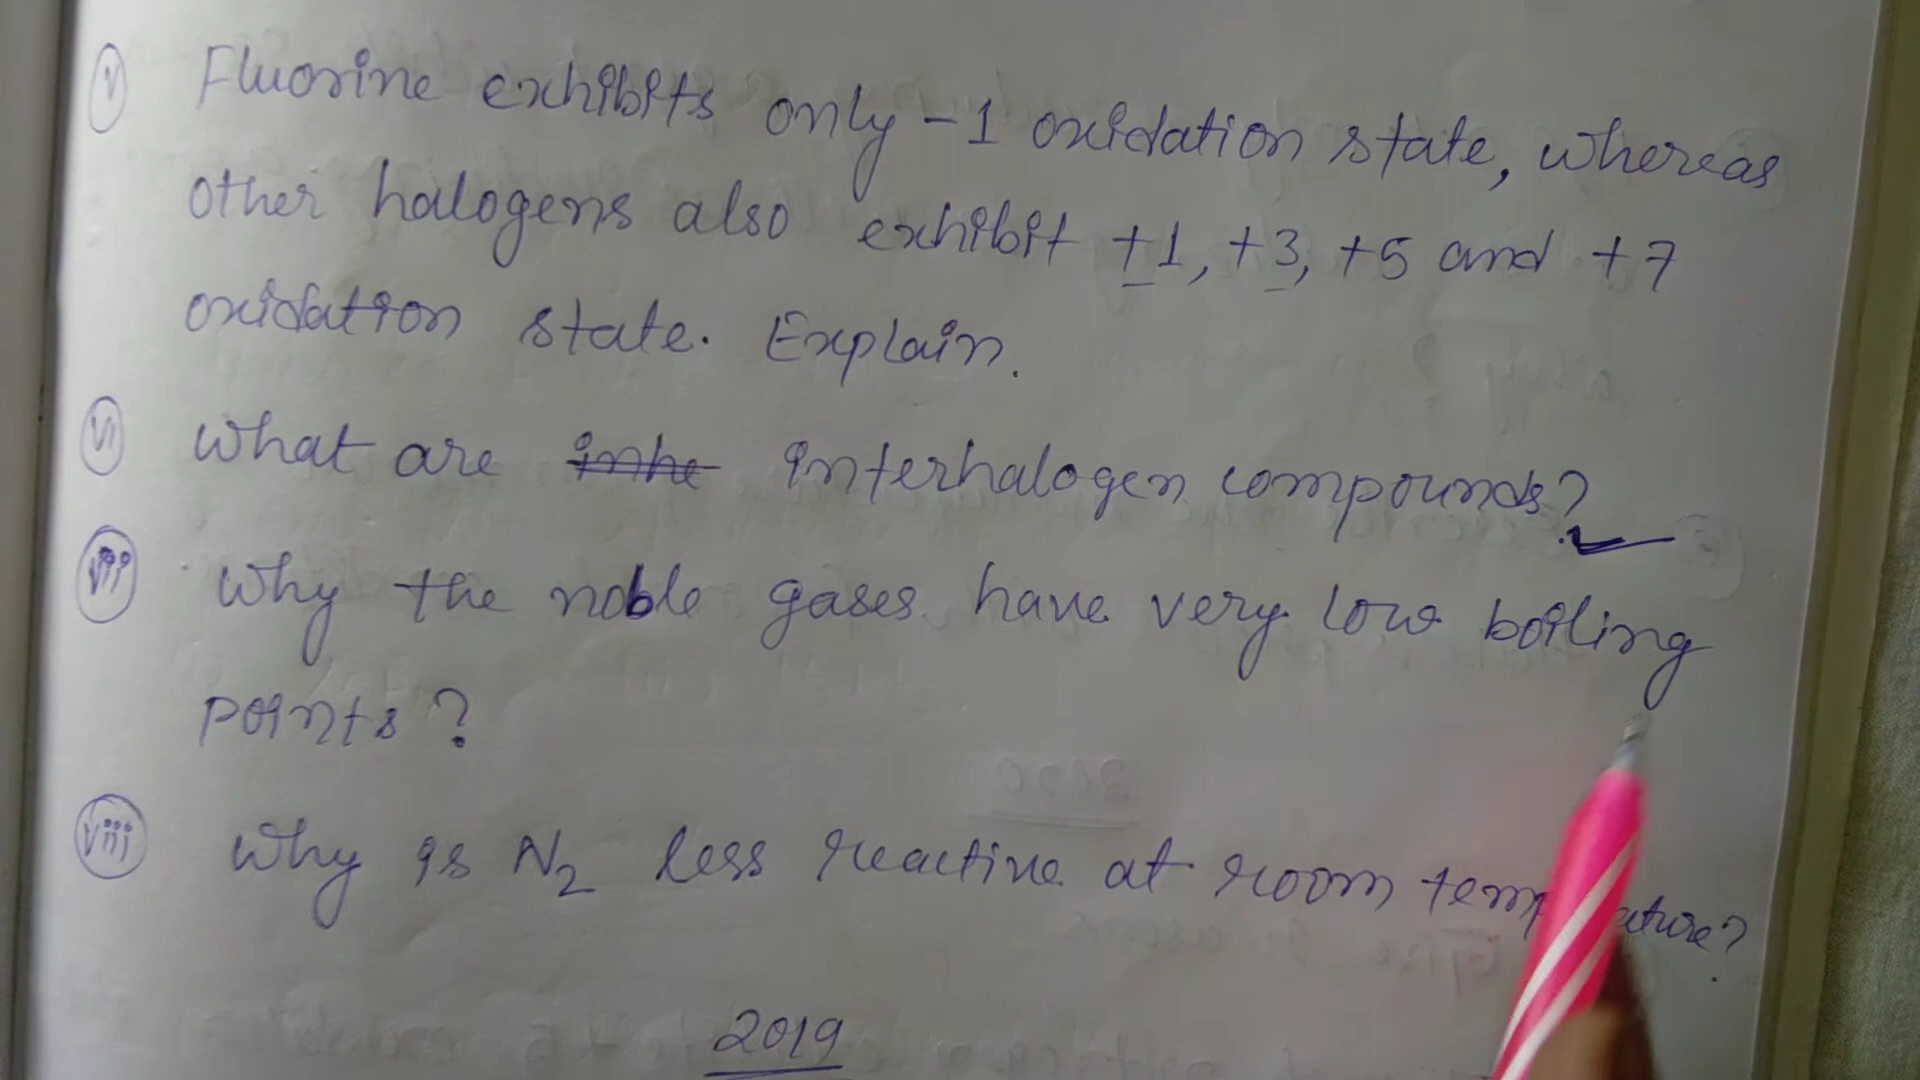 (v) Fluorine exhibits only -1 oxidation state, whereas
other halogens also exhibit +1, +3, +5 and +7
oxidation state. Explain.
(vi) What are inhe interhalogen compounds?
(vii) Why the noble gases have very low boiling
points?
(viii) Why is N₂ less reactive at room temperature?
2019